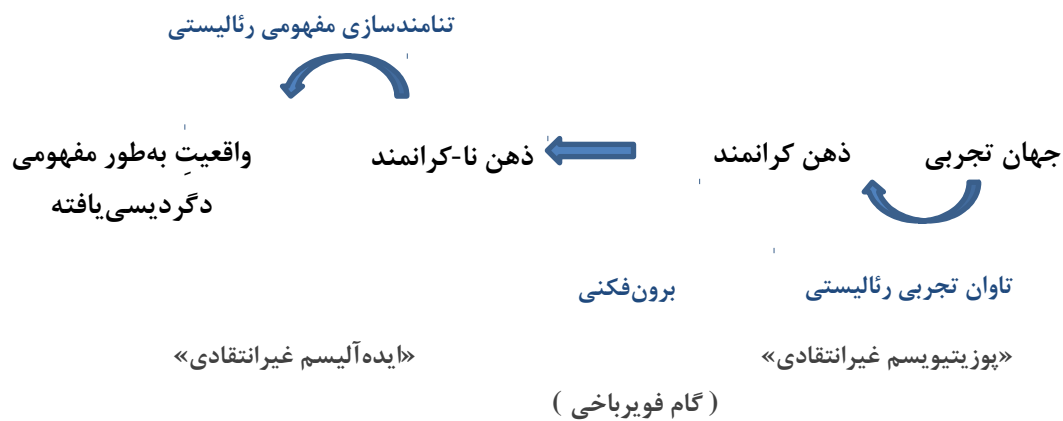 تنامندسازی مفهومی رئالیستی
جهان تجربی ذهن کرانمند ذهن نا-کرانمند واقعیتِ به‌طور مفهومی
دگردیسی‌یافته
تاوان تجربی رئالیستی برون‌فکنی
«پوزیتیویسم غیرانتقادی» «ایده‌آلیسم غیرانتقادی»
( گام فویرباخی )